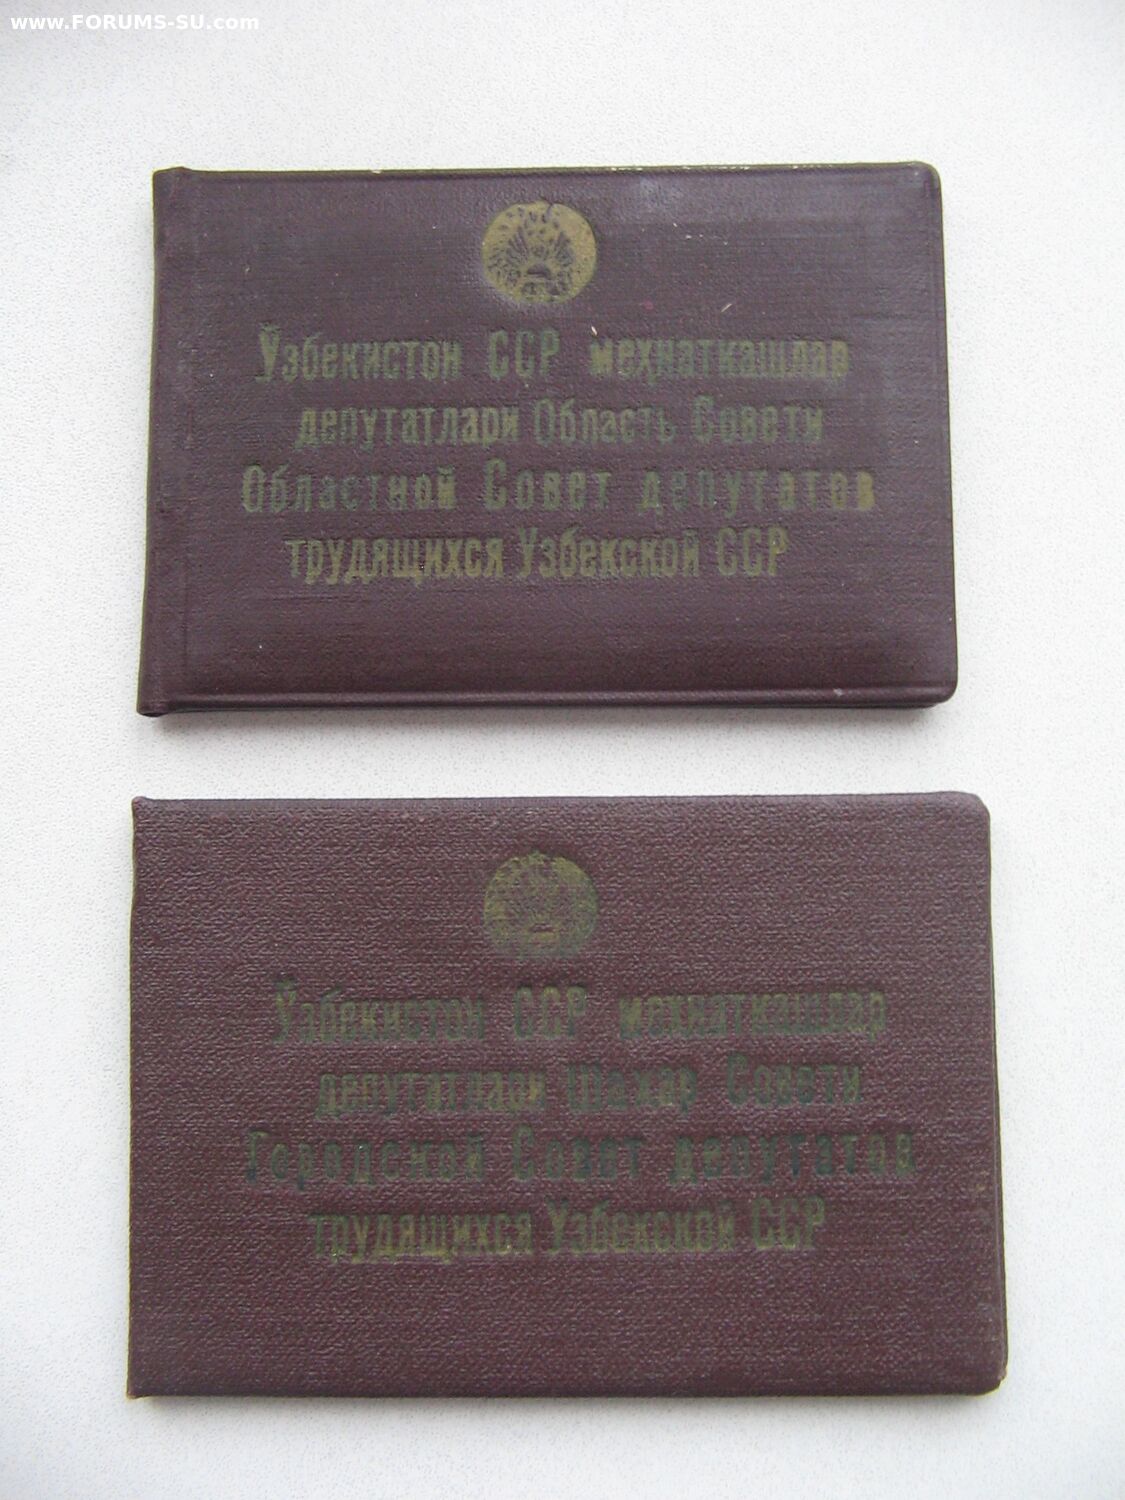 www.FORUMS-SU.com
Ўзбекистон ССР меҳнаткашлар
депутатлари Область Совети
Областной Совет депутатов
трудящихся Узбекской ССР
Ўзбекистон ССР меҳнаткашлар
депутатлари Шаҳар Совети
Городской Совет депутатов
трудящихся Узбекской ССР